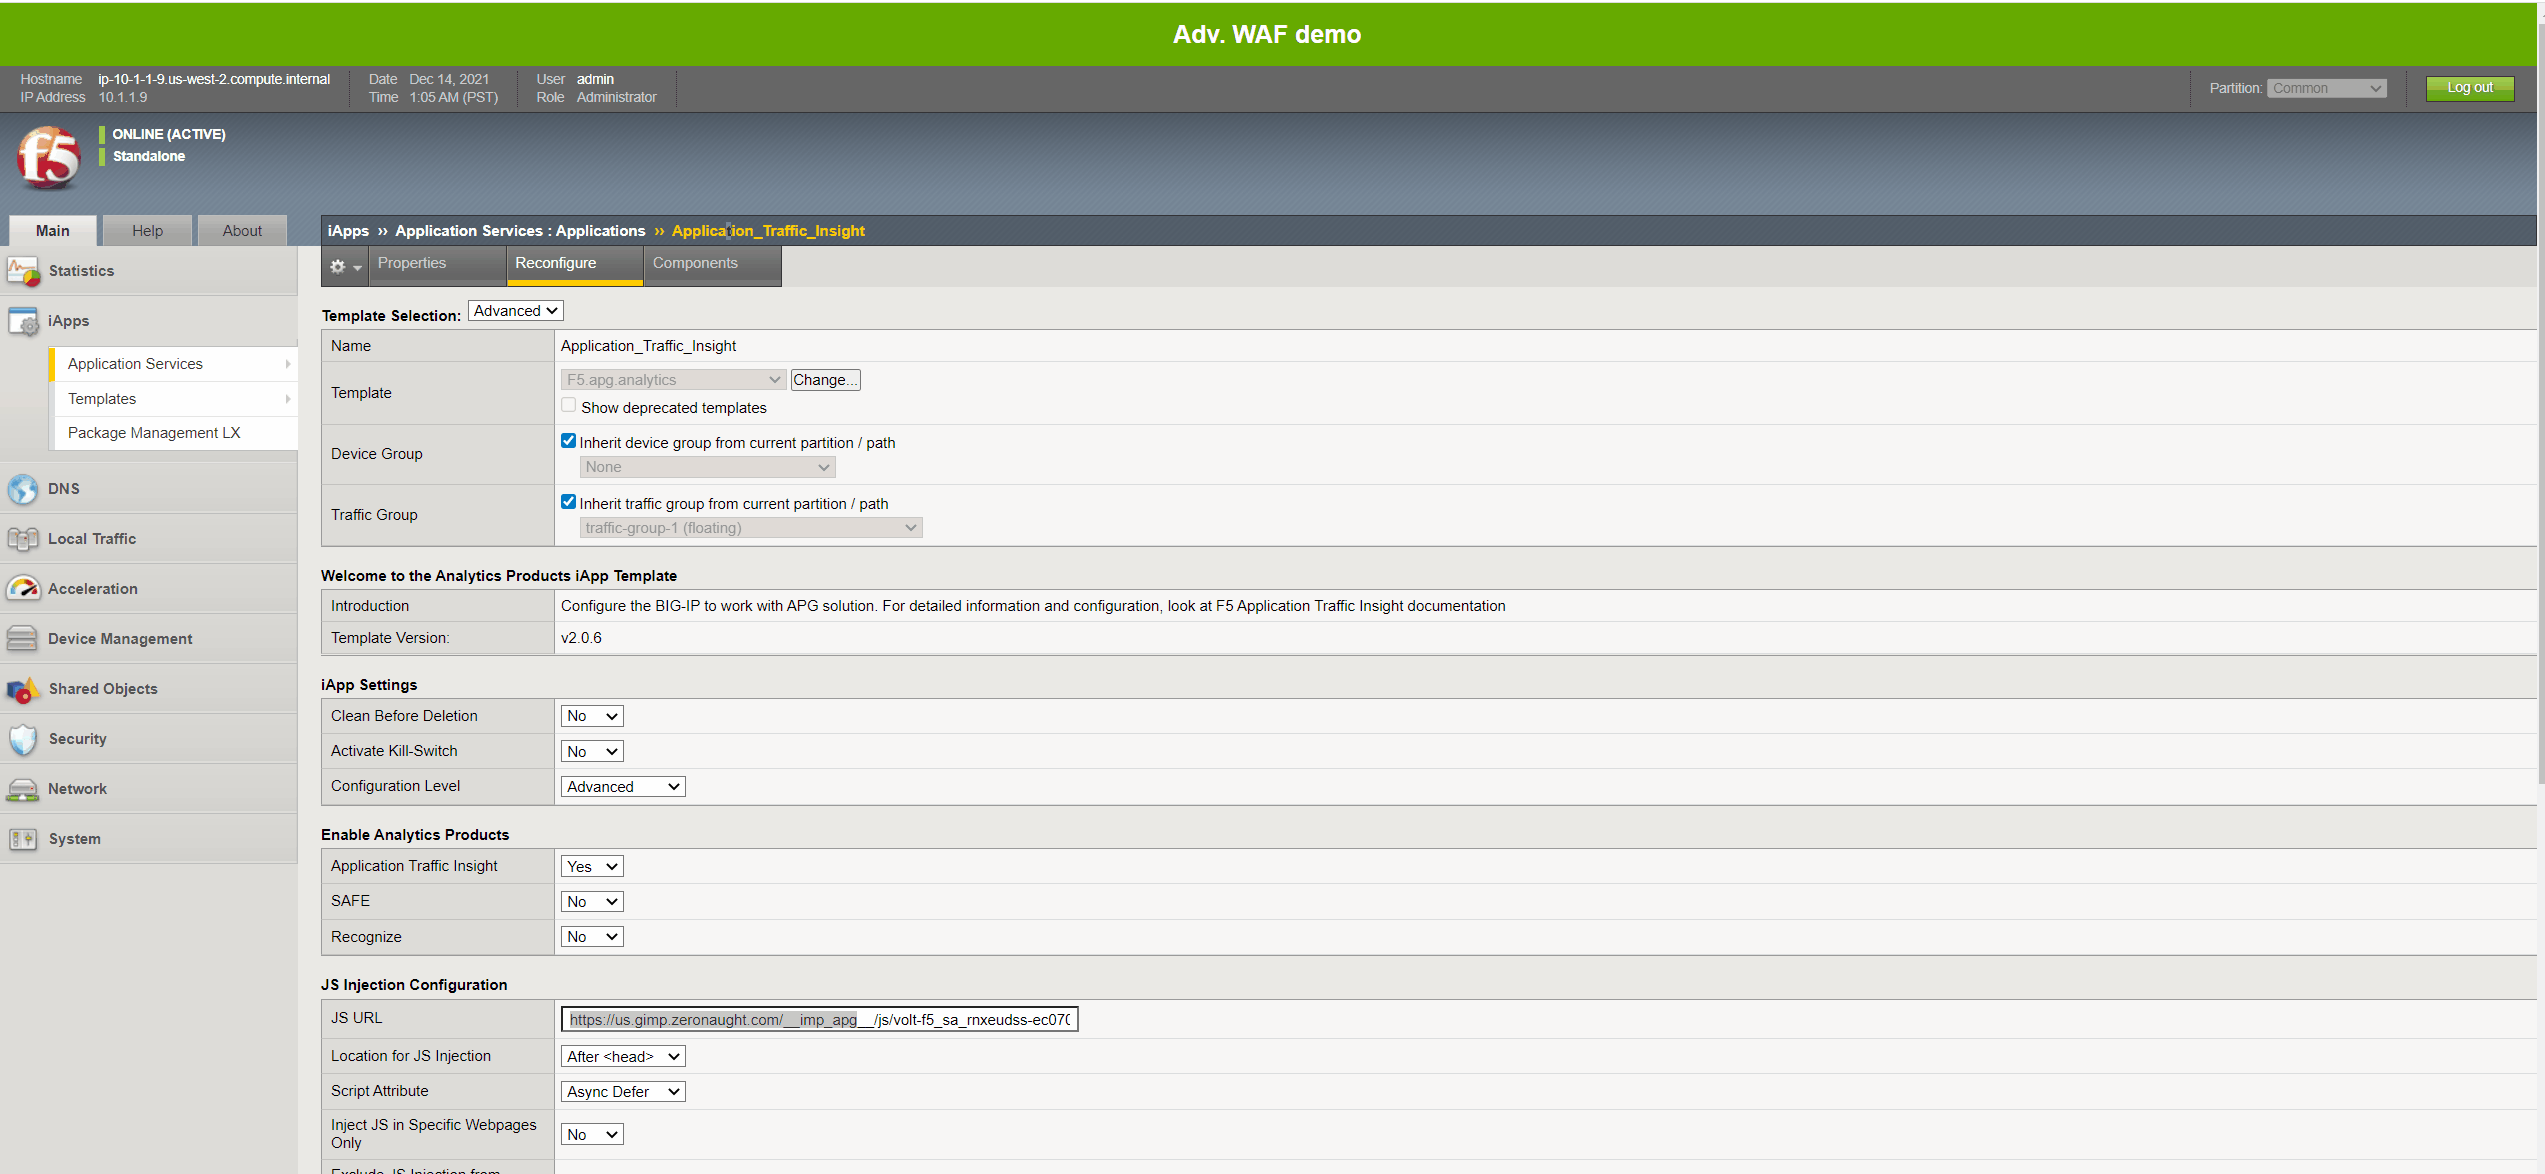 Adv. WAF demo
Hostname ip-10-1-1-9.us-west-2.compute.internal Date Dec 14, 2021 User admin
IP Address 10.1.1.9 Time 1:05 AM (PST) Role Administrator
Partition: Common Log out
f5
ONLINE (ACTIVE)
Standalone
Main Help About
iApps ›› Application Services : Applications ›› Application_Traffic_Insight
Properties Reconfigure Components
Statistics
iApps
Application Services
Templates
Package Management LX
DNS
Local Traffic
Acceleration
Device Management
Shared Objects
Security
Network
System
Template Selection: Advanced
Name Application_Traffic_Insight
Template F5.apg.analytics Change...
Show deprecated templates
Device Group Inherit device group from current partition / path
None
Traffic Group Inherit traffic group from current partition / path
traffic-group-1 (floating)
Welcome to the Analytics Products iApp Template
Introduction Configure the BIG-IP to work with APG solution. For detailed information and configuration, look at F5 Application Traffic Insight documentation
Template Version: v2.0.6
iApp Settings
Clean Before Deletion No
Activate Kill-Switch No
Configuration Level Advanced
Enable Analytics Products
Application Traffic Insight Yes
SAFE No
Recognize No
JS Injection Configuration
JS URL https://us.gimp.zeronaught.com/__imp_apg__/js/volt-f5_sa_rnxeudss-ec070
Location for JS Injection After <head>
Script Attribute Async Defer
Inject JS in Specific Webpages
Only No
Exclude JS Injection from